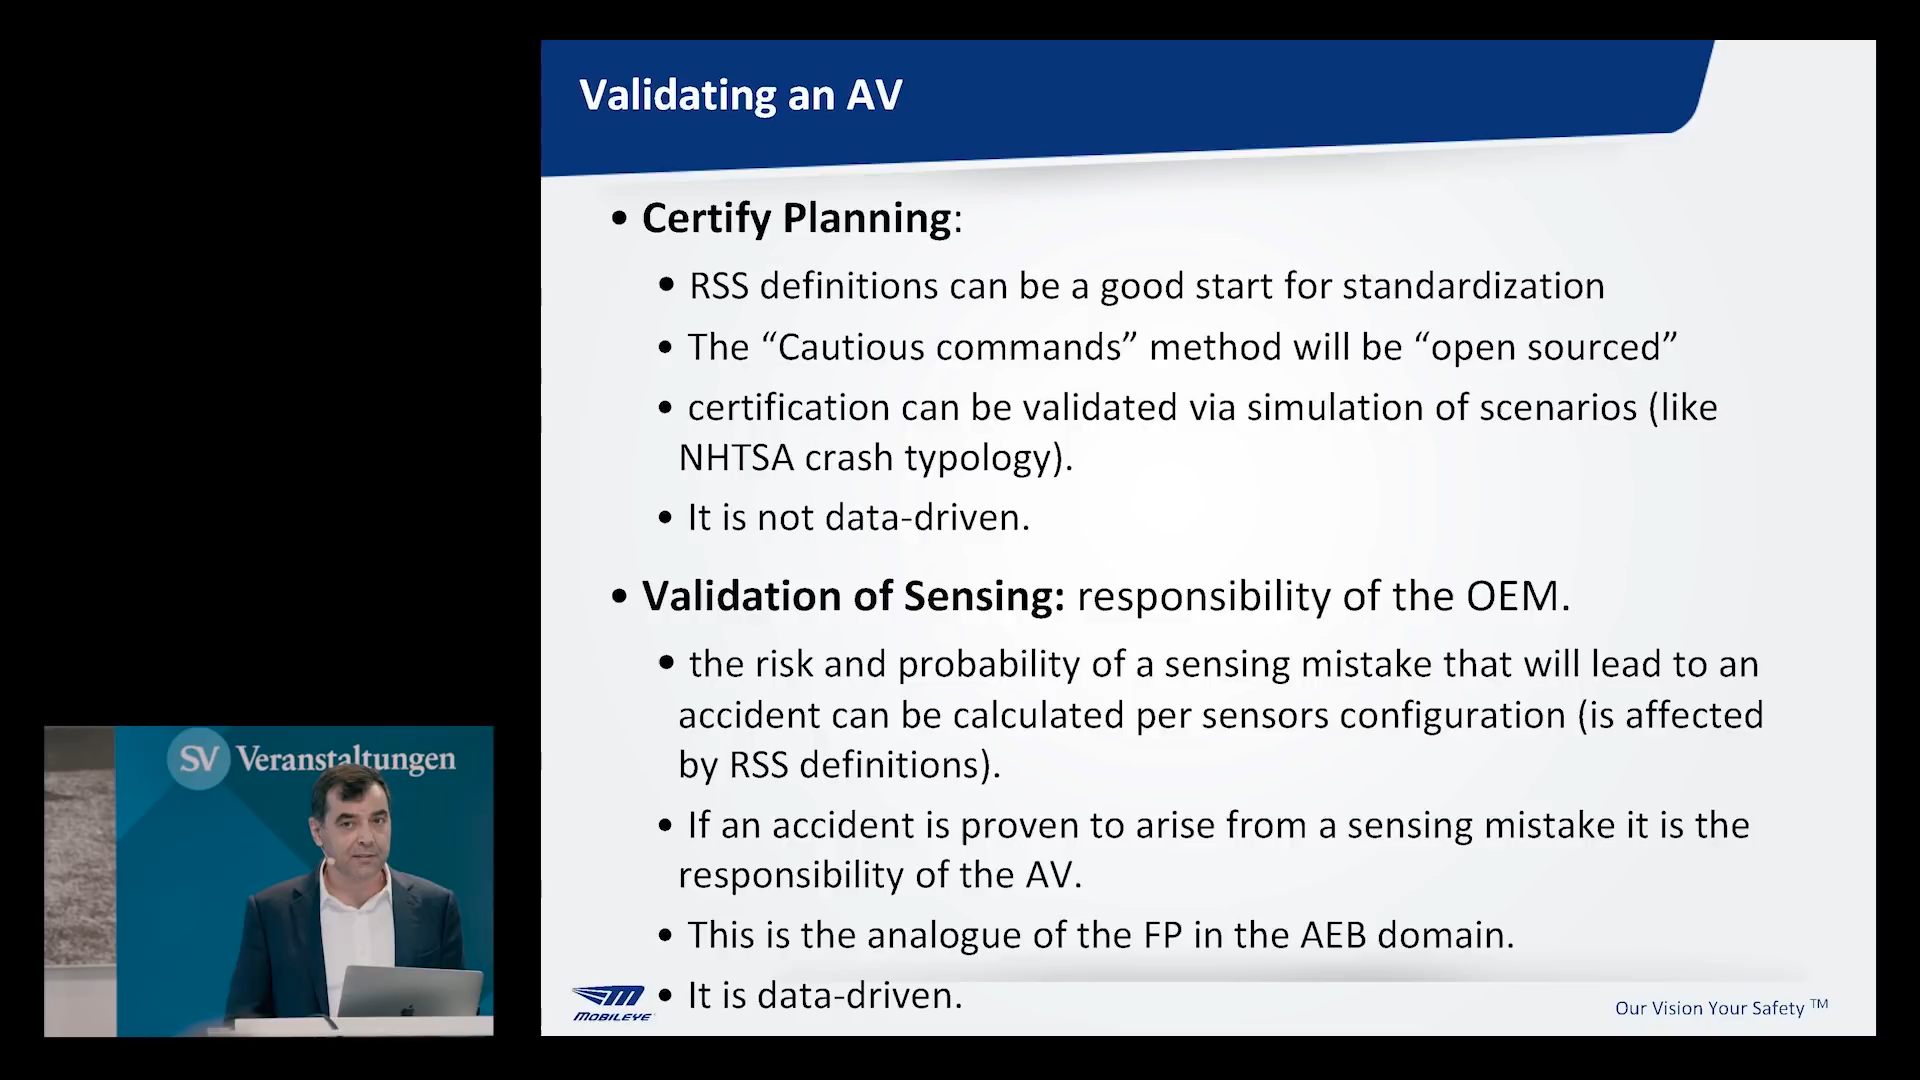 Validating an AV
• Certify Planning:
• RSS definitions can be a good start for standardization
• The “Cautious commands” method will be “open sourced”
• certification can be validated via simulation of scenarios (like
NHTSA crash typology).
• It is not data-driven.
• Validation of Sensing: responsibility of the OEM.
• the risk and probability of a sensing mistake that will lead to an
accident can be calculated per sensors configuration (is affected
by RSS definitions).
• If an accident is proven to arise from a sensing mistake it is the
responsibility of the AV.
• This is the analogue of the FP in the AEB domain.
• It is data-driven.
MOBILEYE
Our Vision Your Safety ™
SV Veranstaltungen